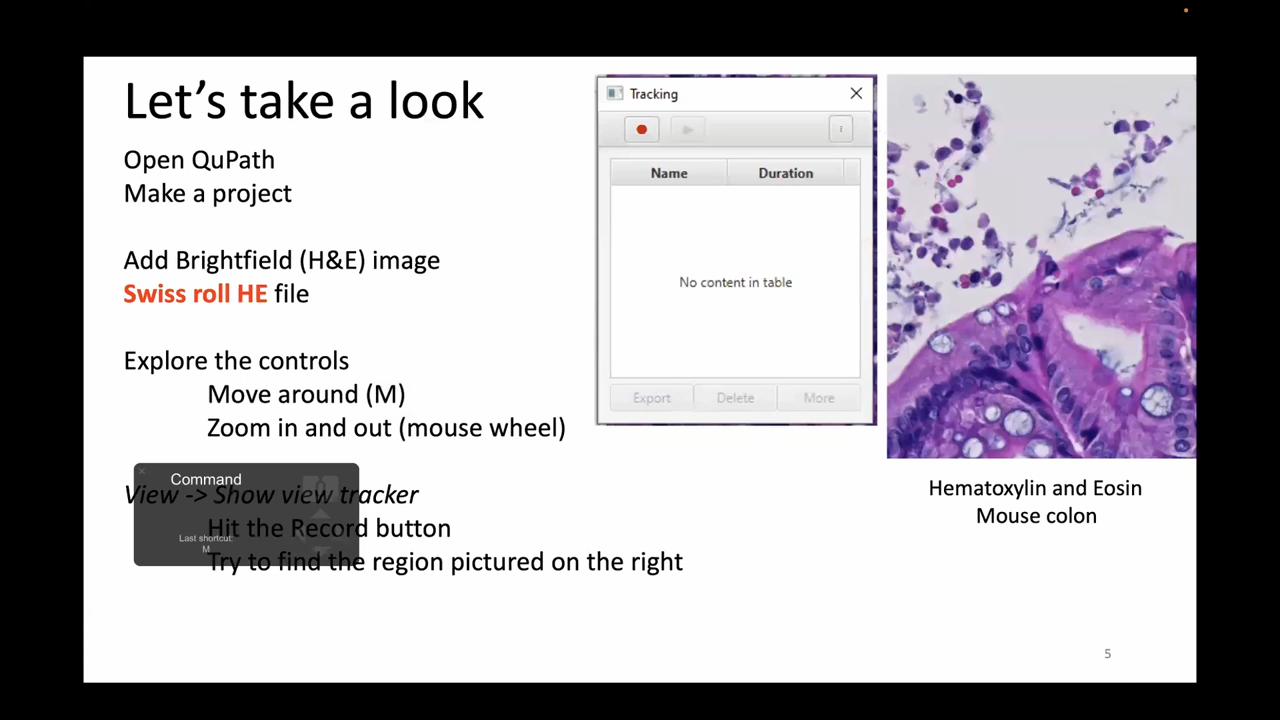 Let's take a look
Open QuPath
Make a project
Add Brightfield (H&E) image
Swiss roll HE file
Explore the controls
Move around (M)
Zoom in and out (mouse wheel)
View -> Show view tracker
Hit the Record button
Try to find the region pictured on the right
Command
Last shortcut:
M
Tracking
Name Duration
No content in table
Export Delete More
Hematoxylin and Eosin
Mouse colon
5